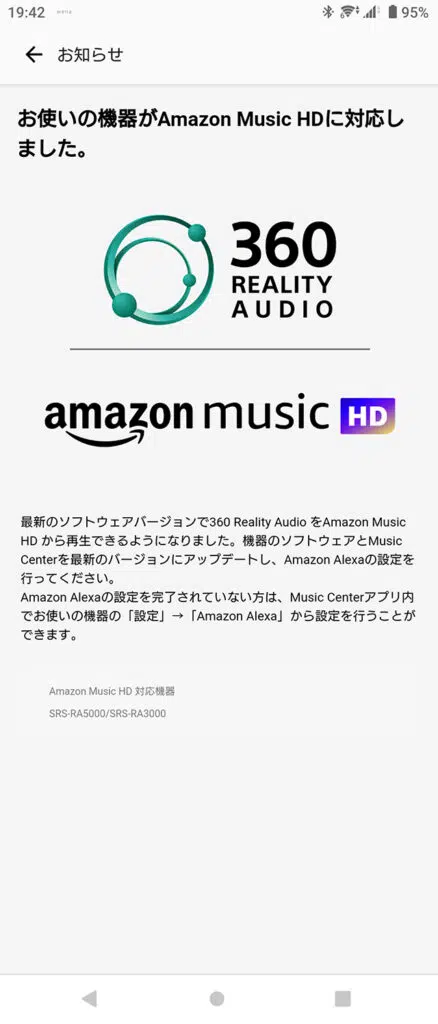 19:42
95%
お知らせ
お使いの機器がAmazon Music HDに対応し
ました。
360
REALITY
AUDIO
amazon music HD
最新のソフトウェアバージョンで360 Reality Audio をAmazon Music
HD から再生できるようになりました。機器のソフトウェアとMusic
Centerを最新のバージョンにアップデートし、Amazon Alexaの設定を
行ってください。
Amazon Alexaの設定を完了されていない方は、Music Centerアプリ内
でお使いの機器の「設定」→「Amazon Alexa」から設定を行うことが
できます。
Amazon Music HD 対応機器
SRS-RA5000/SRS-RA3000